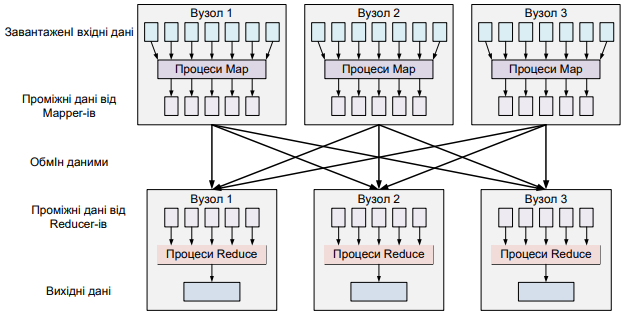 Вузол 1
Вузол 2
Вузол 3
ЗавантаженІ вхідні дані
Процеси Map
Процеси Map
Процеси Map
Проміжні дані від
Mapper-ів
ОбмІн даними
Вузол 1
Вузол 2
Вузол 3
Проміжні дані від
Reducer-ів
Процеси Reduce
Процеси Reduce
Процеси Reduce
Вихідні дані